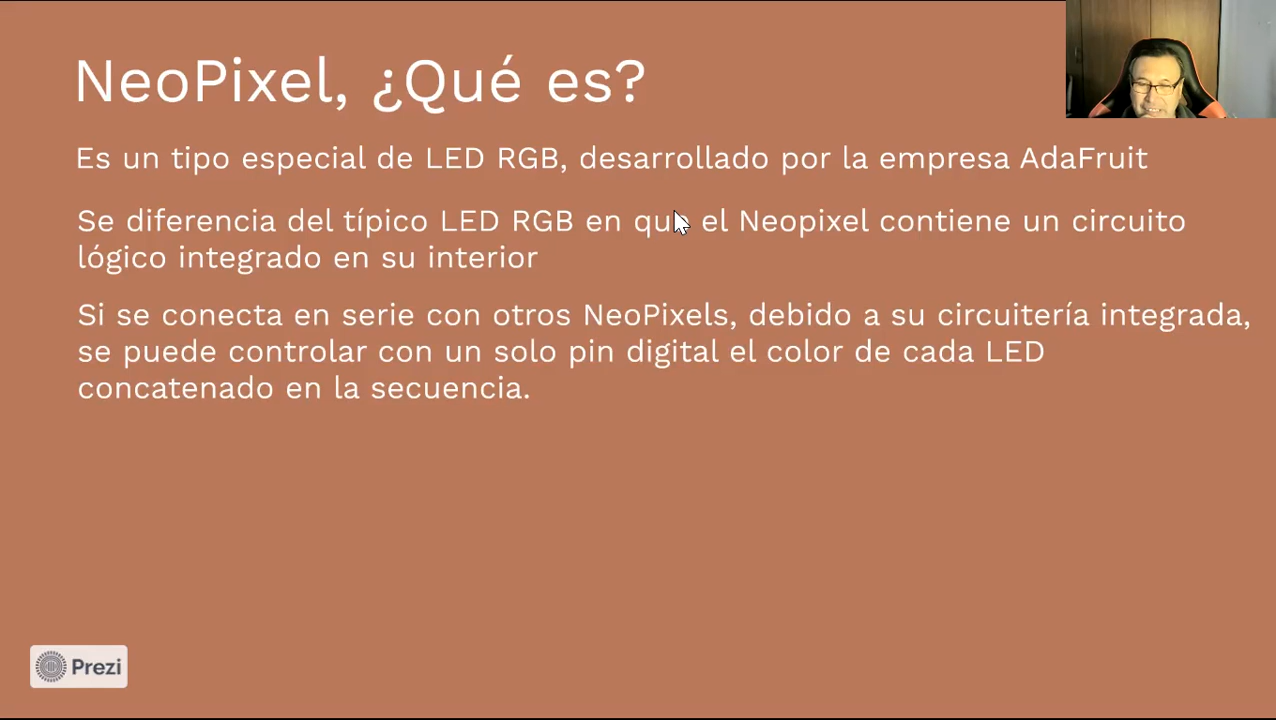 NeoPixel, ¿Qué es?
Es un tipo especial de LED RGB, desarrollado por la empresa AdaFruit
Se diferencia del típico LED RGB en que el Neopixel contiene un circuito
lógico integrado en su interior
Si se conecta en serie con otros NeoPixels, debido a su circuitería integrada,
se puede controlar con un solo pin digital el color de cada LED
concatenado en la secuencia.
Prezi